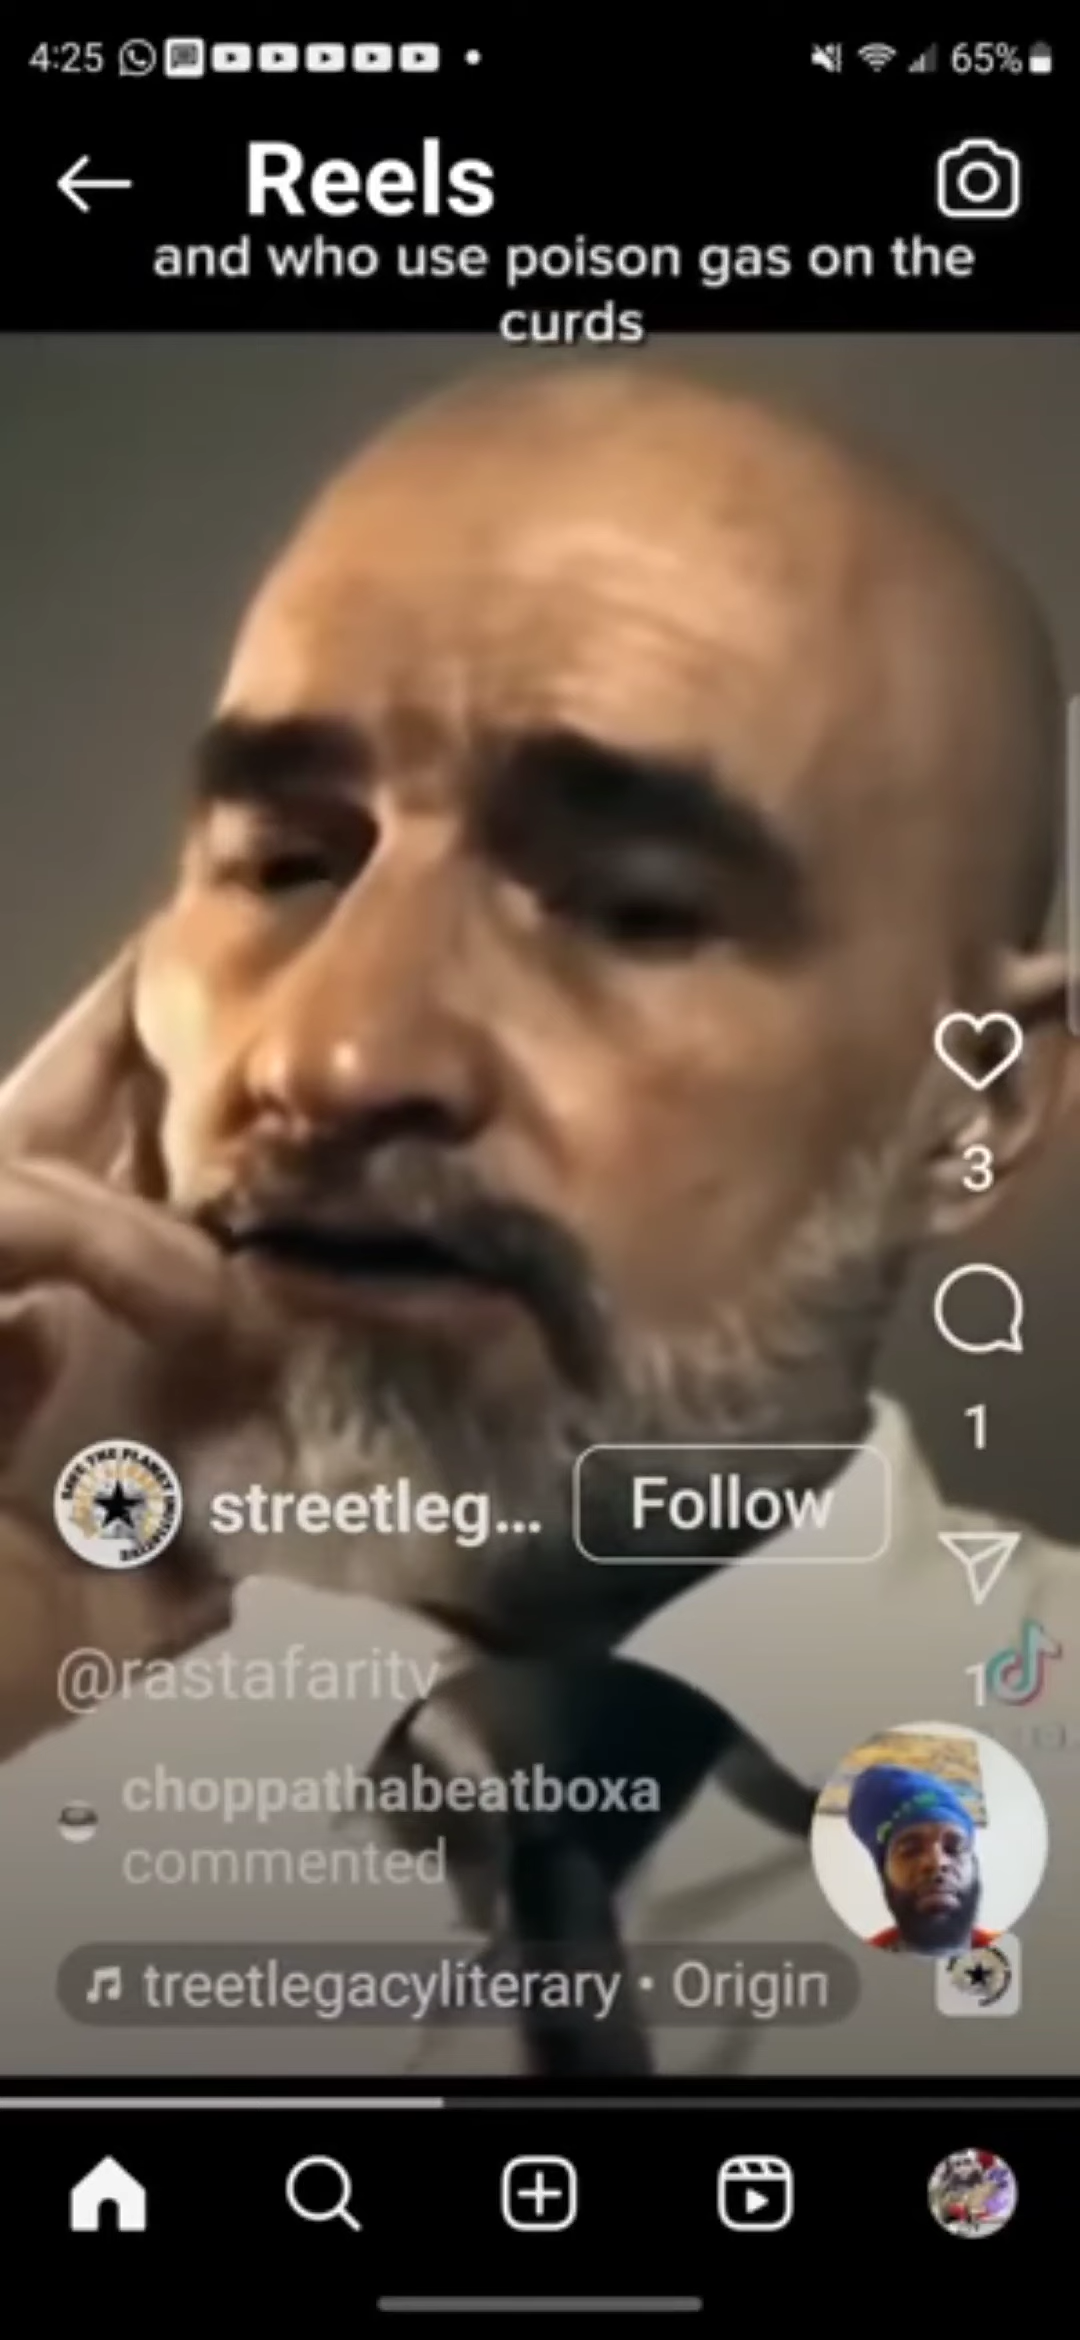 4:25
65%
Reels
and who use poison gas on the
curds
3
1
streetleg...
Follow
@rastafaritv
1
choppathabeatboxa
commented
treetlegacyliterary • Origin